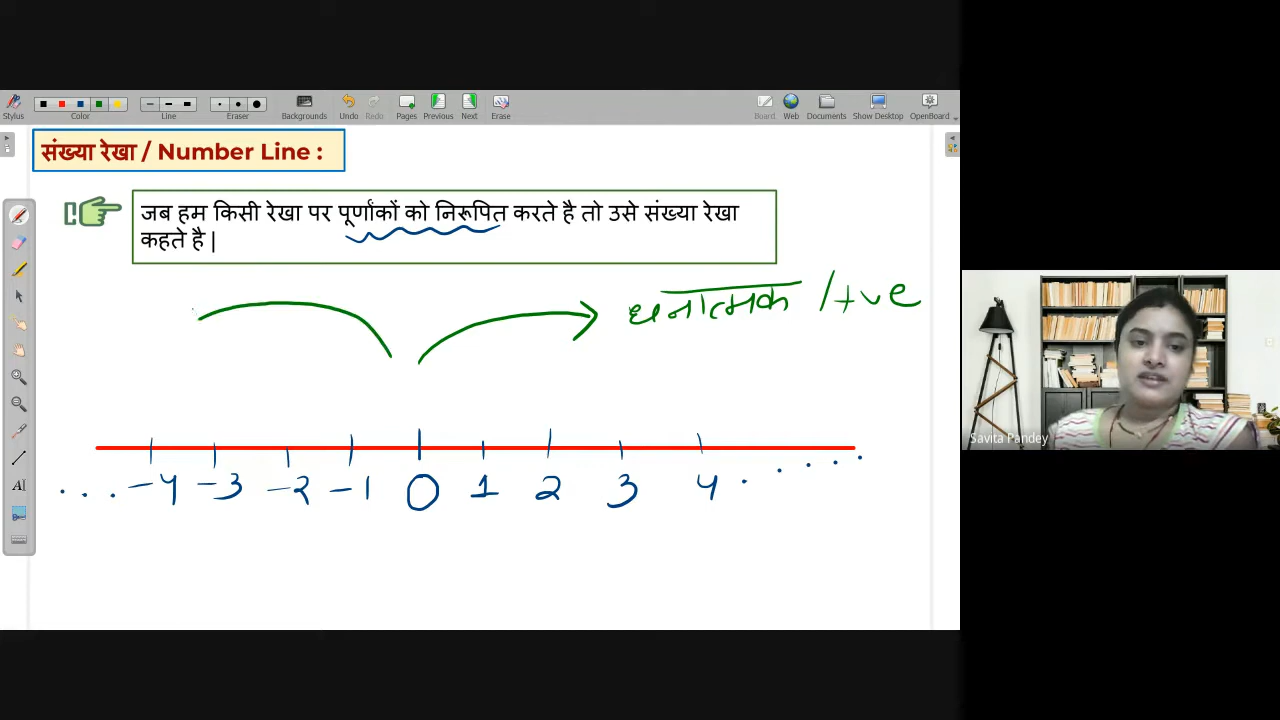 Stylus Color Line Eraser Backgrounds Undo Redo Pages Previous Next Erase Board Web Documents Show Desktop OpenBoard
संख्या रेखा / Number Line :
जब हम किसी रेखा पर पूर्णांकों को निरूपित करते है तो उसे संख्या रेखा
कहते है |
धनात्मक /+ve
Savita Pandey
... -4 -3 -2 -1 0 1 2 3 4 ....